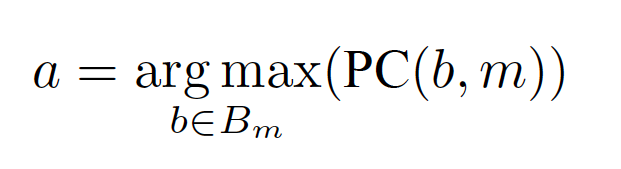 a = arg max(PC(b, m))
b∈B_m